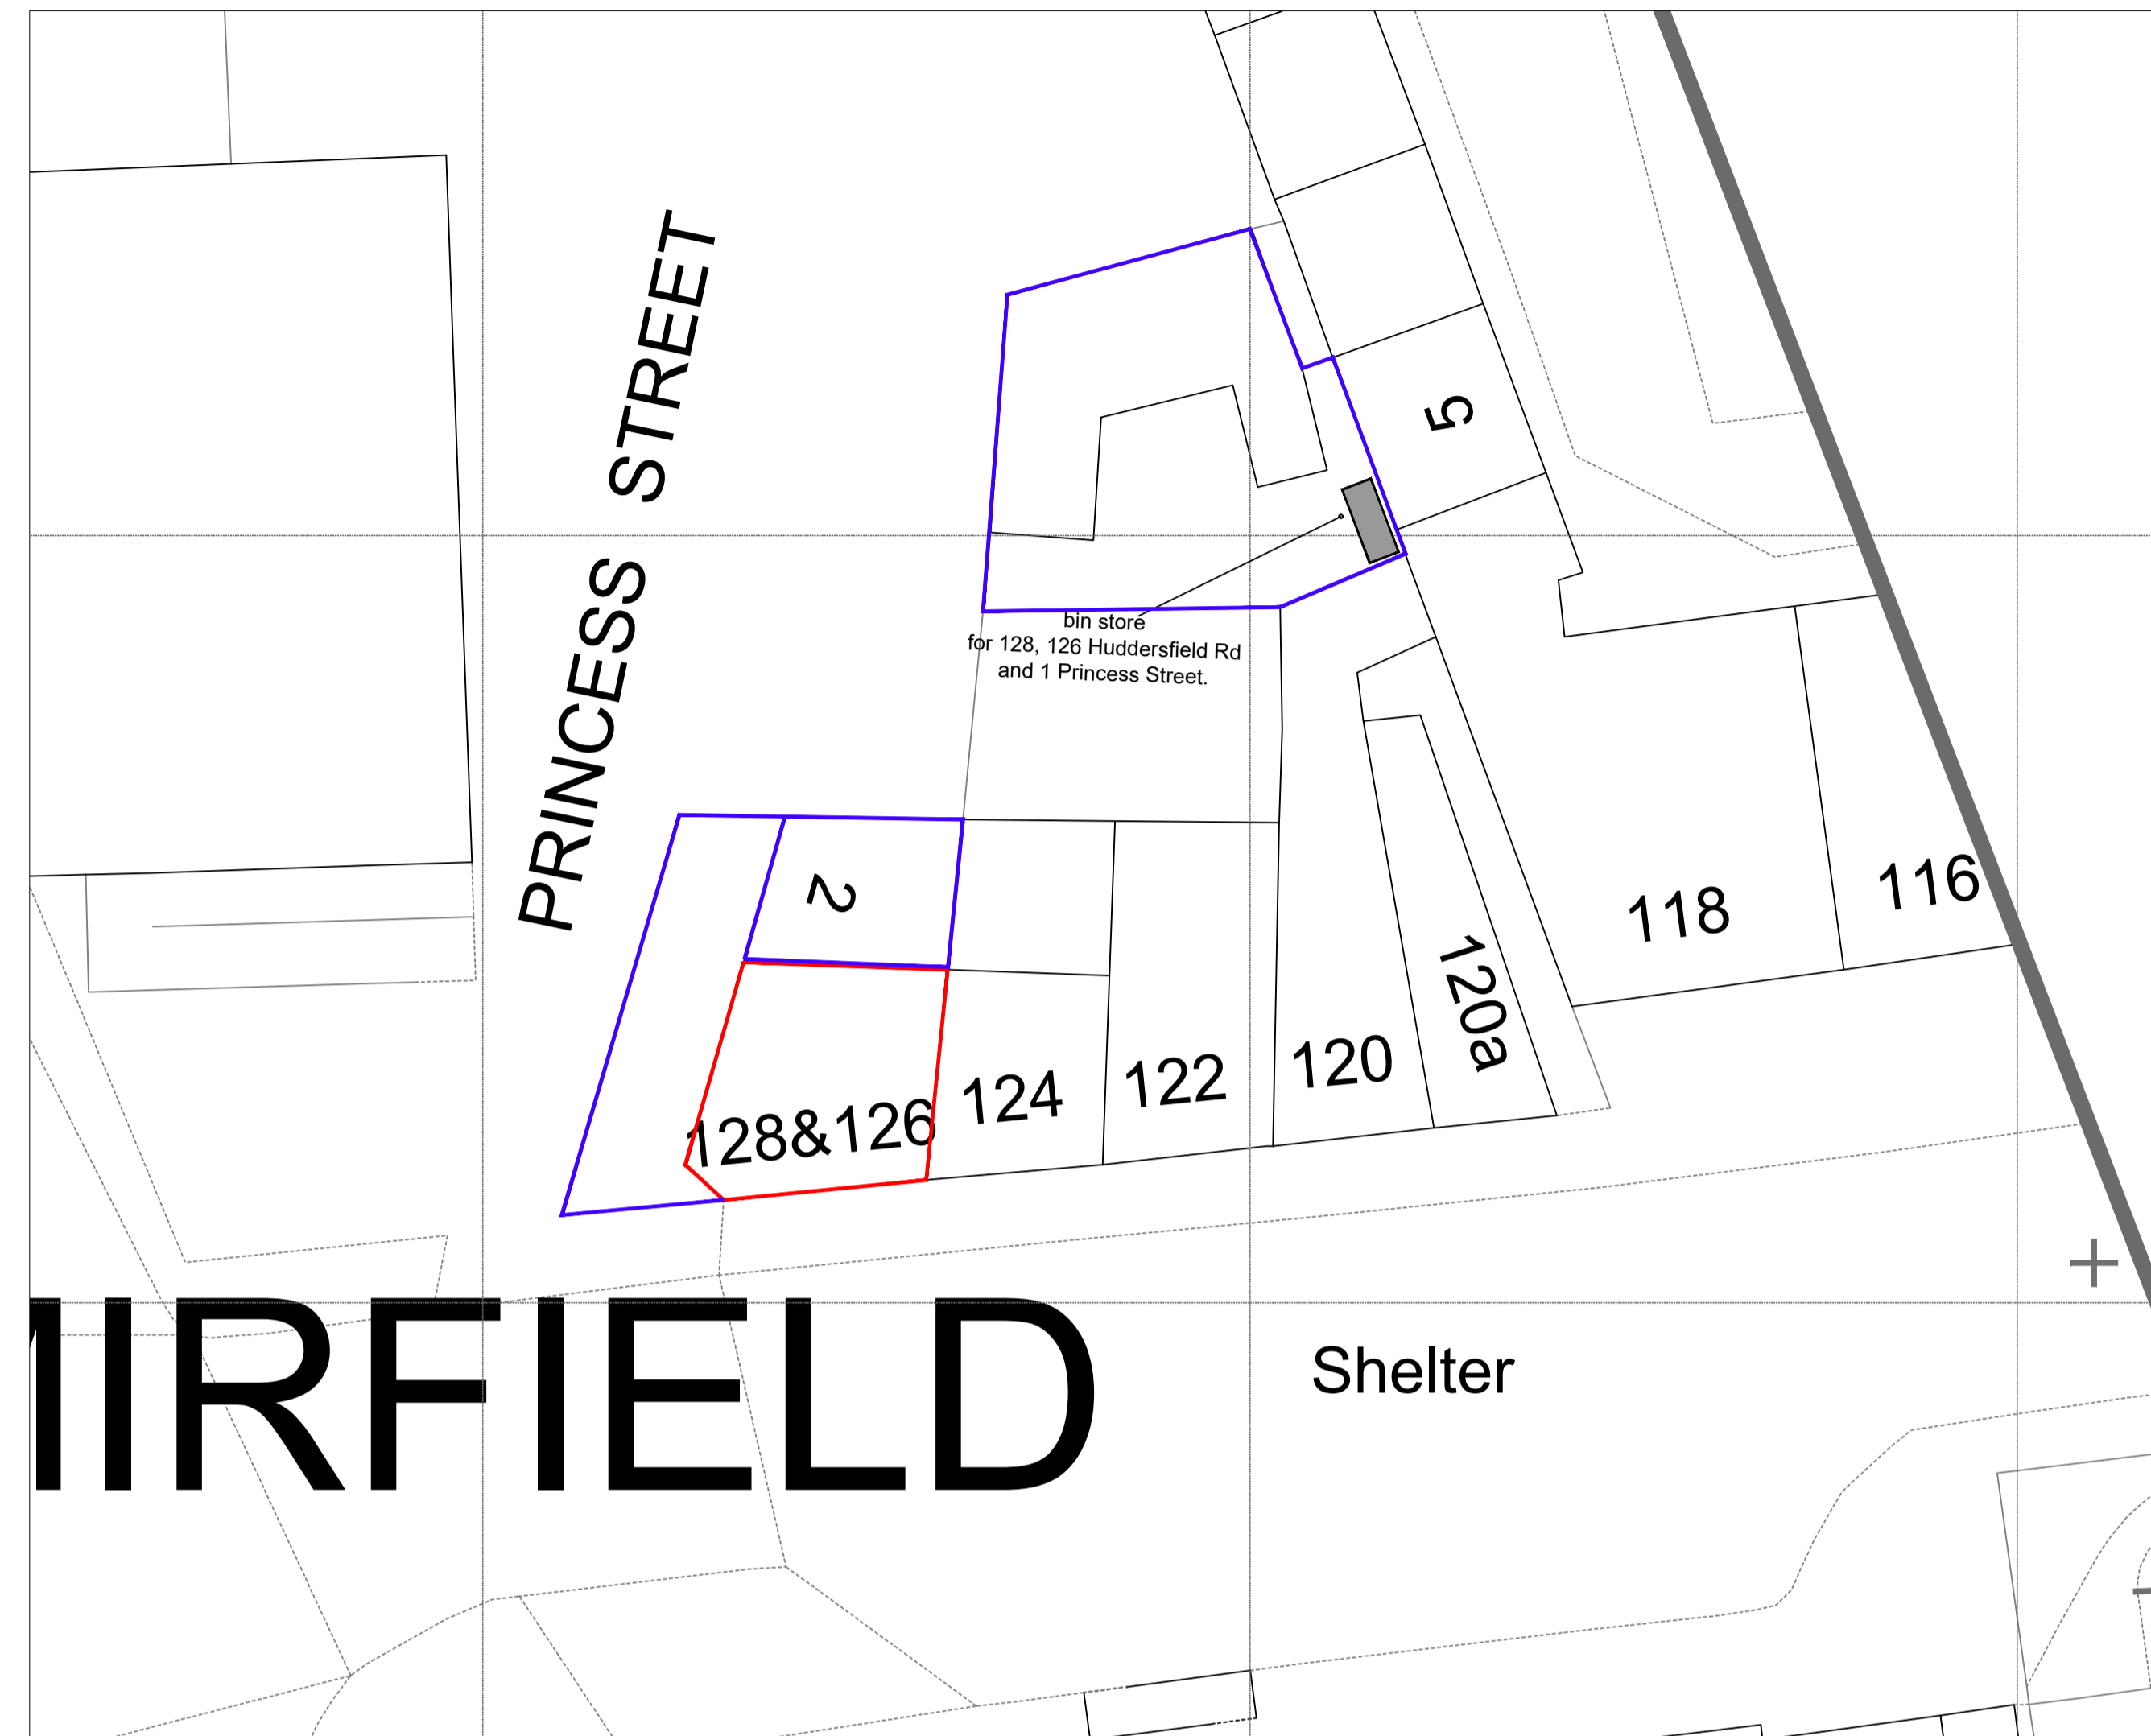 PRINCESS STREET
5
bin store
for 128, 126 Huddersfield Rd
and 1 Princess Street.
2
116
118
120a
120
122
124
128&126
MIRFIELD
Shelter